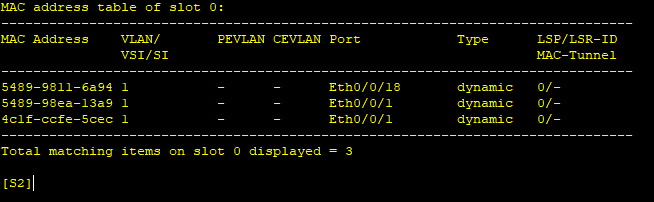 MAC address table of slot 0:
-------------------------------------------------------------------------------
MAC Address    VLAN/       PEVLAN CEVLAN Port            Type      LSP/LSR-ID
               VSI/SI                                              MAC-Tunnel
-------------------------------------------------------------------------------
5489-9811-6a94 1           -      -      Eth0/0/18       dynamic   0/-
5489-98ea-13a9 1           -      -      Eth0/0/1        dynamic   0/-
4c1f-ccfe-5cec 1           -      -      Eth0/0/1        dynamic   0/-
-------------------------------------------------------------------------------
Total matching items on slot 0 displayed = 3
[S2]